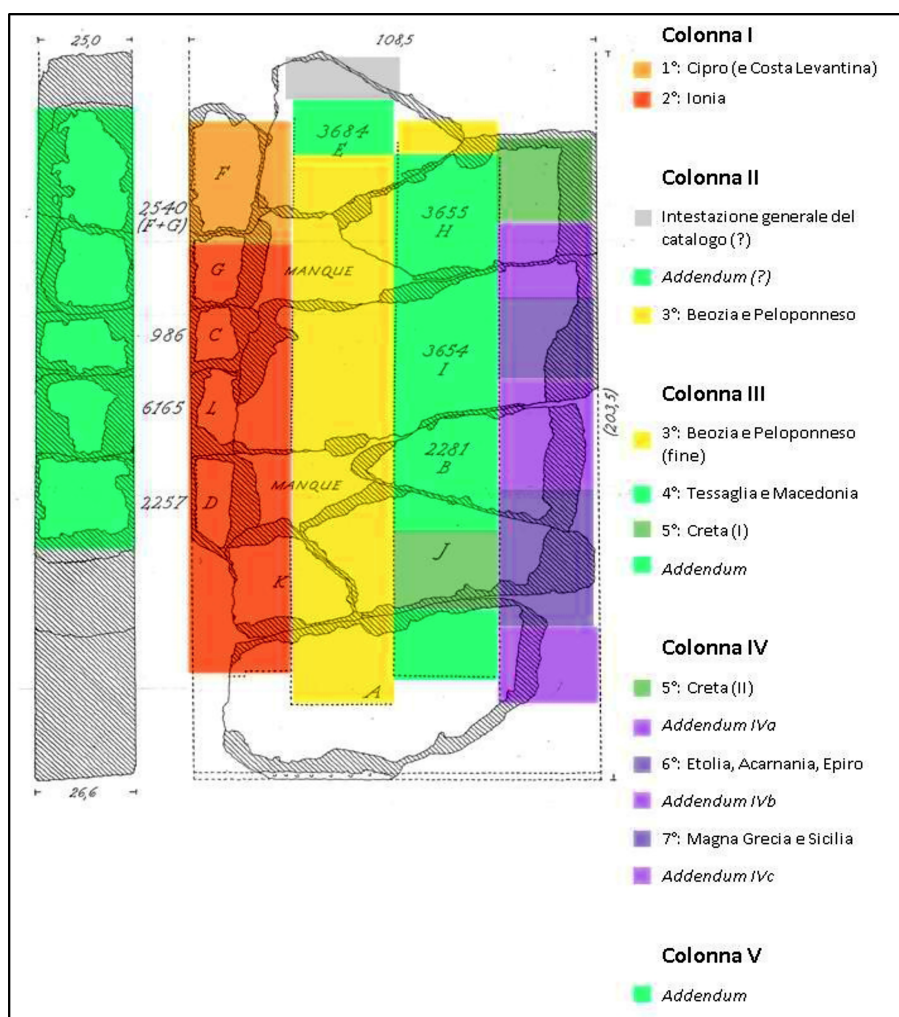 25,0
108,5
3684
E
F
2540
(F+G)
3655
H
G
MANQUE
986
C
3654
I
6165
L
(203,5)
2281
B
MANQUE
2257
D
J
K
A
26,6
Colonna I
1°: Cipro (e Costa Levantina)
2°: Ionia
Colonna II
Intestazione generale del
catalogo (?)
Addendum (?)
3°: Beozia e Peloponneso
Colonna III
3°: Beozia e Peloponneso
(fine)
4°: Tessaglia e Macedonia
5°: Creta (I)
Addendum
Colonna IV
5°: Creta (II)
Addendum IVa
6°: Etolia, Acarnania, Epiro
Addendum IVb
7°: Magna Grecia e Sicilia
Addendum IVc
Colonna V
Addendum